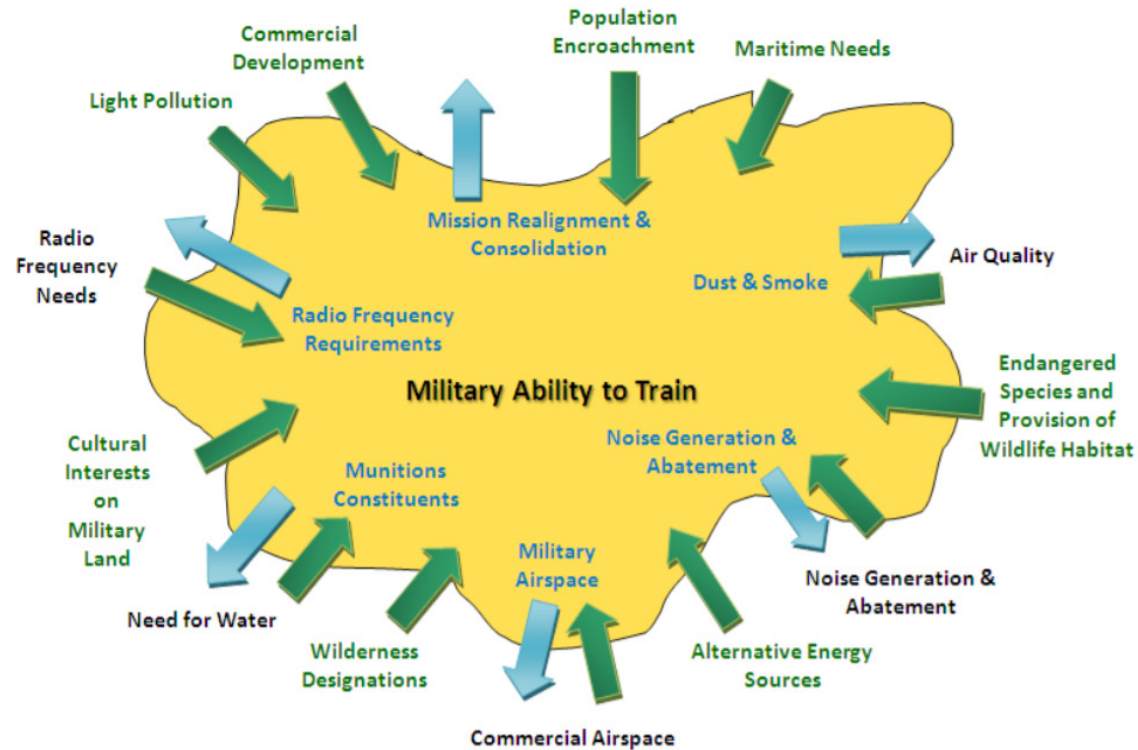 Population
Encroachment
Commercial
Development
Maritime Needs
Light Pollution
Mission Realignment &
Consolidation
Radio
Frequency
Needs
Air Quality
Dust & Smoke
Radio Frequency
Requirements
Military Ability to Train
Endangered
Species and
Provision of
Wildlife Habitat
Noise Generation &
Abatement
Cultural
Interests
on
Military
Land
Munitions
Constituents
Military
Airspace
Noise Generation &
Abatement
Need for Water
Wilderness
Designations
Alternative Energy
Sources
Commercial Airspace